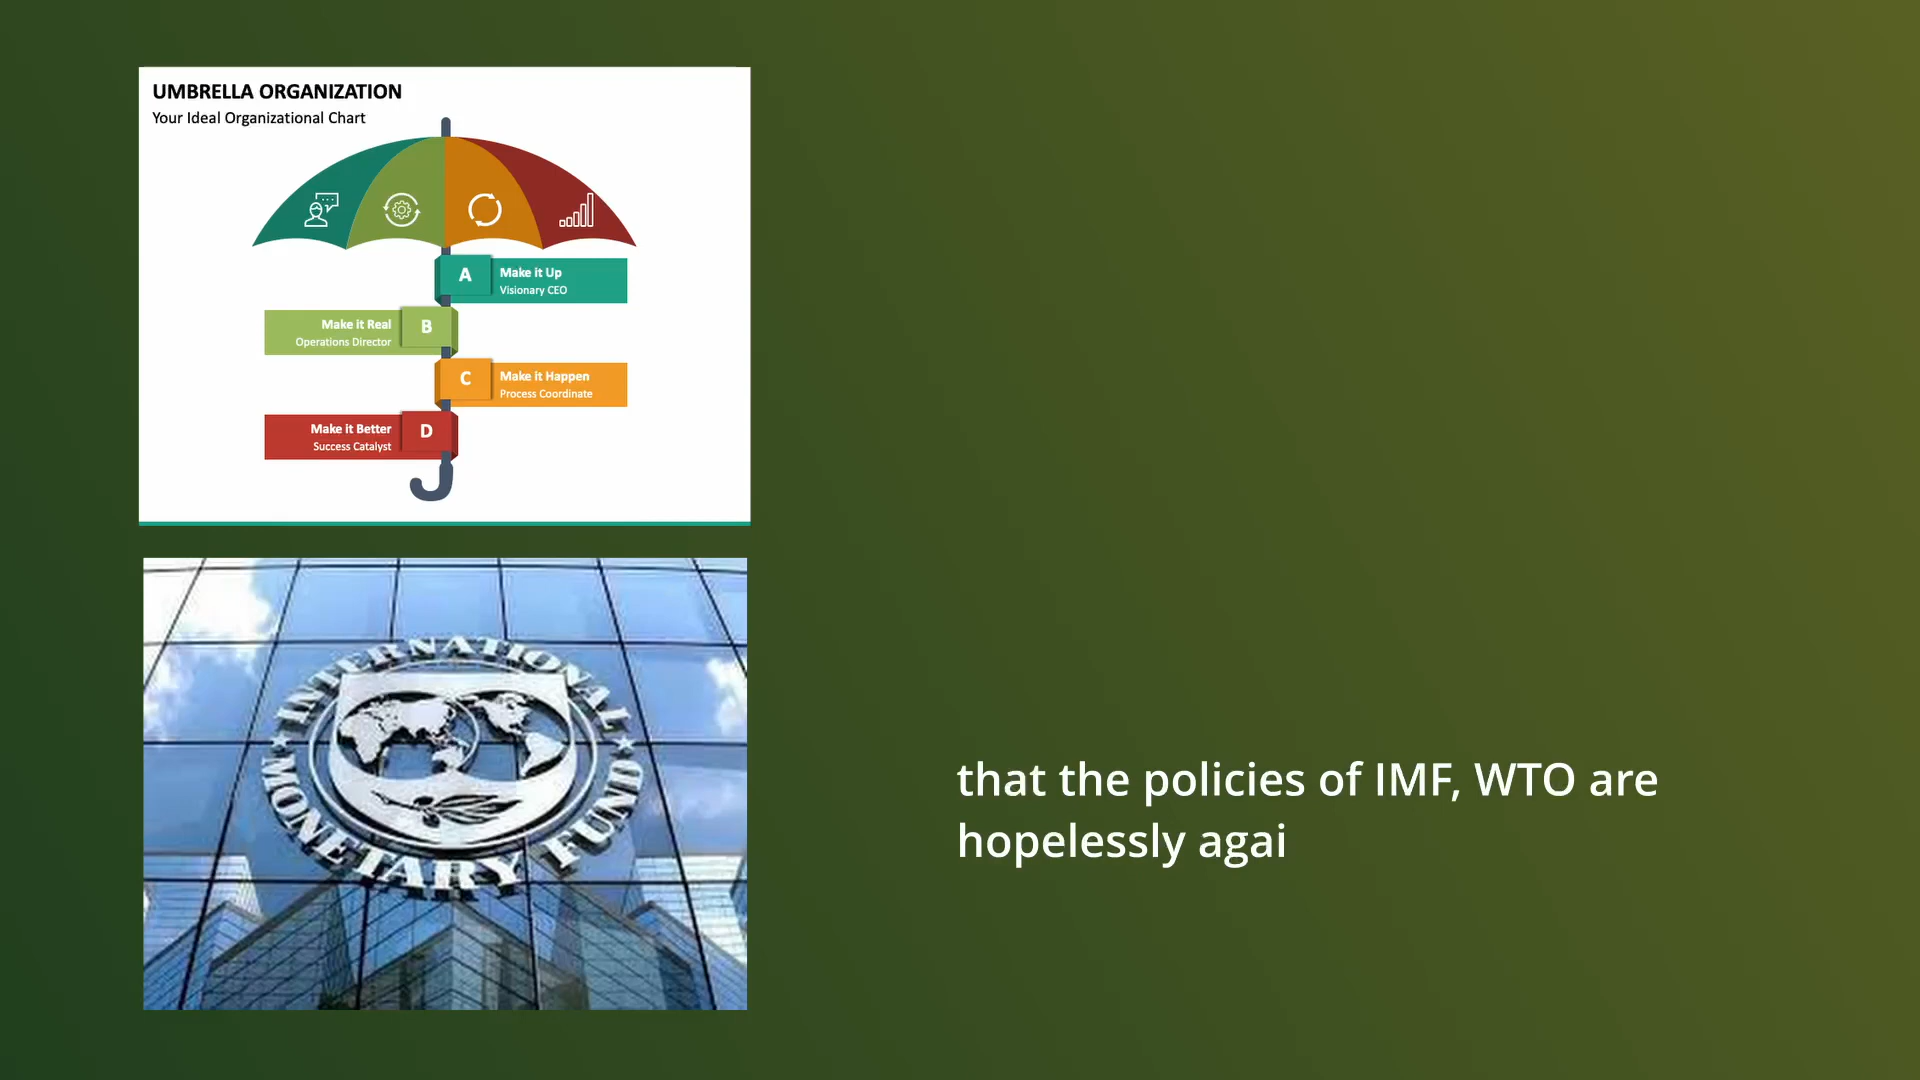 UMBRELLA ORGANIZATION
Your Ideal Organizational Chart
A
Make it Up
Visionary CEO
Make it Real
Operations Director
B
C
Make it Happen
Process Coordinate
Make it Better
Success Catalyst
D
INTERNATIONAL
MONETARY FUND
that the policies of IMF, WTO are
hopelessly agai